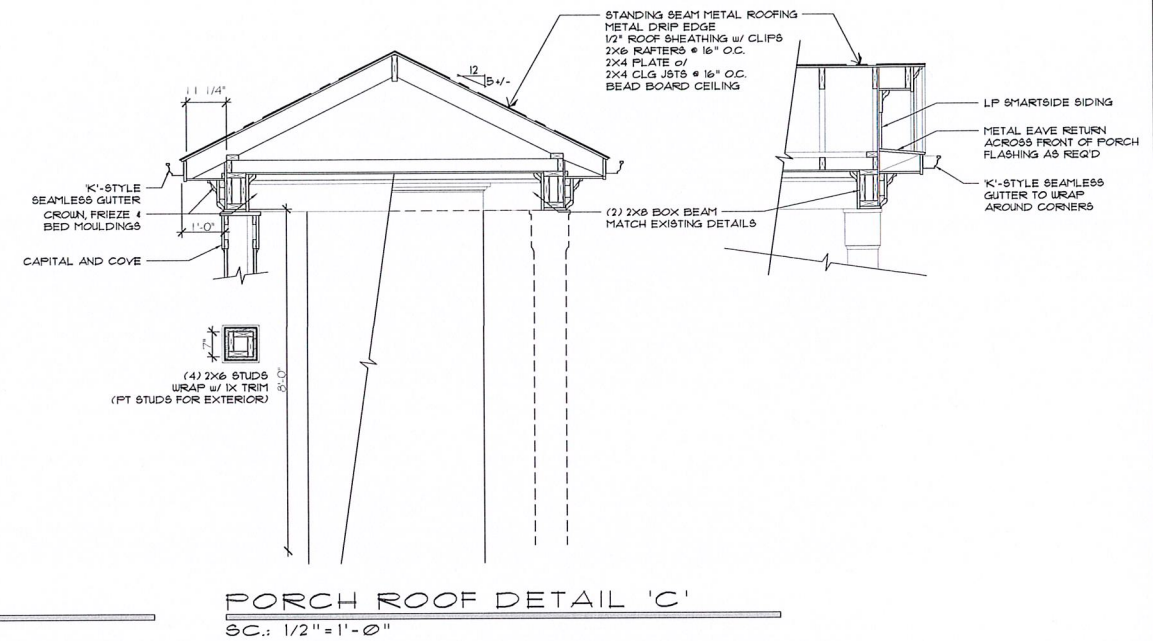 STANDING SEAM METAL ROOFING
METAL DRIP EDGE
1/2" ROOF SHEATHING w/ CLIPS
2X6 RAFTERS @ 16" O.C.
2X4 PLATE o/
2X4 CLG JSTS @ 16" O.C.
BEAD BOARD CEILING
12
5+/-
11 1/4"
LP SMARTSIDE SIDING
METAL EAVE RETURN
ACROSS FRONT OF PORCH
FLASHING AS REQ'D
'K'-STYLE SEAMLESS
GUTTER TO WRAP
AROUND CORNERS
'K'-STYLE
SEAMLESS GUTTER
CROWN, FRIEZE &
BED MOULDINGS
1'-0"
(2) 2X8 BOX BEAM
MATCH EXISTING DETAILS
CAPITAL AND COVE
7"
(4) 2X6 STUDS
WRAP w/ 1X TRIM
(PT STUDS FOR EXTERIOR)
8'-0"
PORCH ROOF DETAIL 'C'
SC.: 1/2"=1'-0"